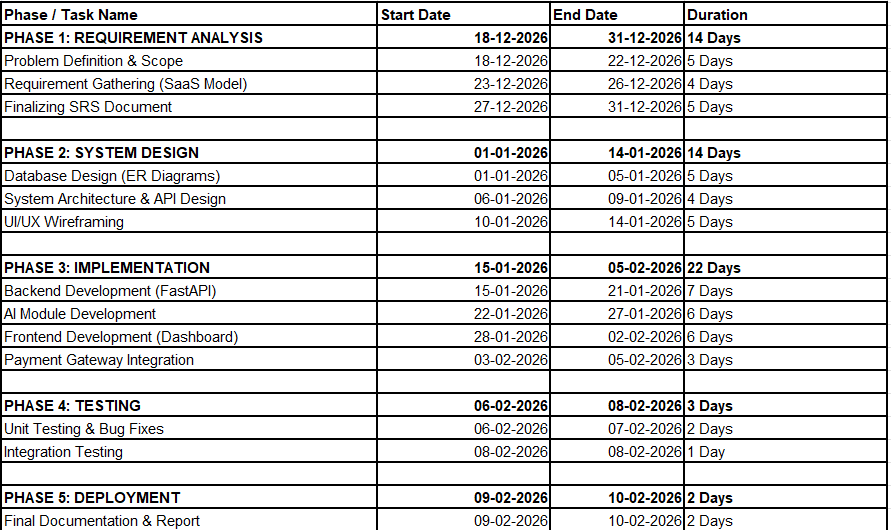 Phase / Task Name Start Date End Date Duration
PHASE 1: REQUIREMENT ANALYSIS 18-12-2026 31-12-2026 14 Days
Problem Definition & Scope 18-12-2026 22-12-2026 5 Days
Requirement Gathering (SaaS Model) 23-12-2026 26-12-2026 4 Days
Finalizing SRS Document 27-12-2026 31-12-2026 5 Days
PHASE 2: SYSTEM DESIGN 01-01-2026 14-01-2026 14 Days
Database Design (ER Diagrams) 01-01-2026 05-01-2026 5 Days
System Architecture & API Design 06-01-2026 09-01-2026 4 Days
UI/UX Wireframing 10-01-2026 14-01-2026 5 Days
PHASE 3: IMPLEMENTATION 15-01-2026 05-02-2026 22 Days
Backend Development (FastAPI) 15-01-2026 21-01-2026 7 Days
AI Module Development 22-01-2026 27-01-2026 6 Days
Frontend Development (Dashboard) 28-01-2026 02-02-2026 6 Days
Payment Gateway Integration 03-02-2026 05-02-2026 3 Days
PHASE 4: TESTING 06-02-2026 08-02-2026 3 Days
Unit Testing & Bug Fixes 06-02-2026 07-02-2026 2 Days
Integration Testing 08-02-2026 08-02-2026 1 Day
PHASE 5: DEPLOYMENT 09-02-2026 10-02-2026 2 Days
Final Documentation & Report 09-02-2026 10-02-2026 2 Days